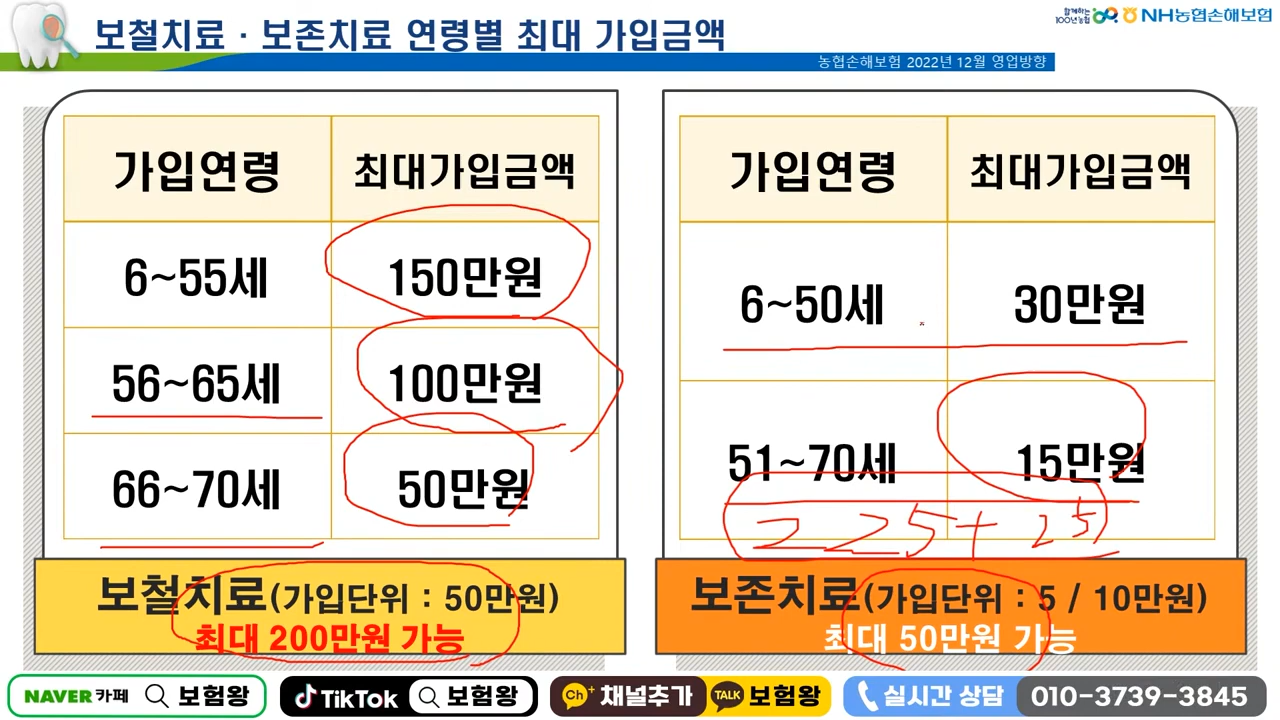 보철치료 · 보존치료 연령별 최대 가입금액
함께하는 100년 농협
NH농협손해보험
농협손해보험 2022년 12월 영업방향
가입연령 최대가입금액
6~55세 150만원
56~65세 100만원
66~70세 50만원
보철치료(가입단위 : 50만원)
최대 200만원 가능
가입연령 최대가입금액
6~50세 30만원
51~70세 15만원
2 25+25
보존치료(가입단위 : 5 / 10만원)
최대 50만원 가능
NAVER 카페 보험왕
TikTok 보험왕
Ch+ 채널추가 TALK 보험왕
실시간 상담 010-3739-3845